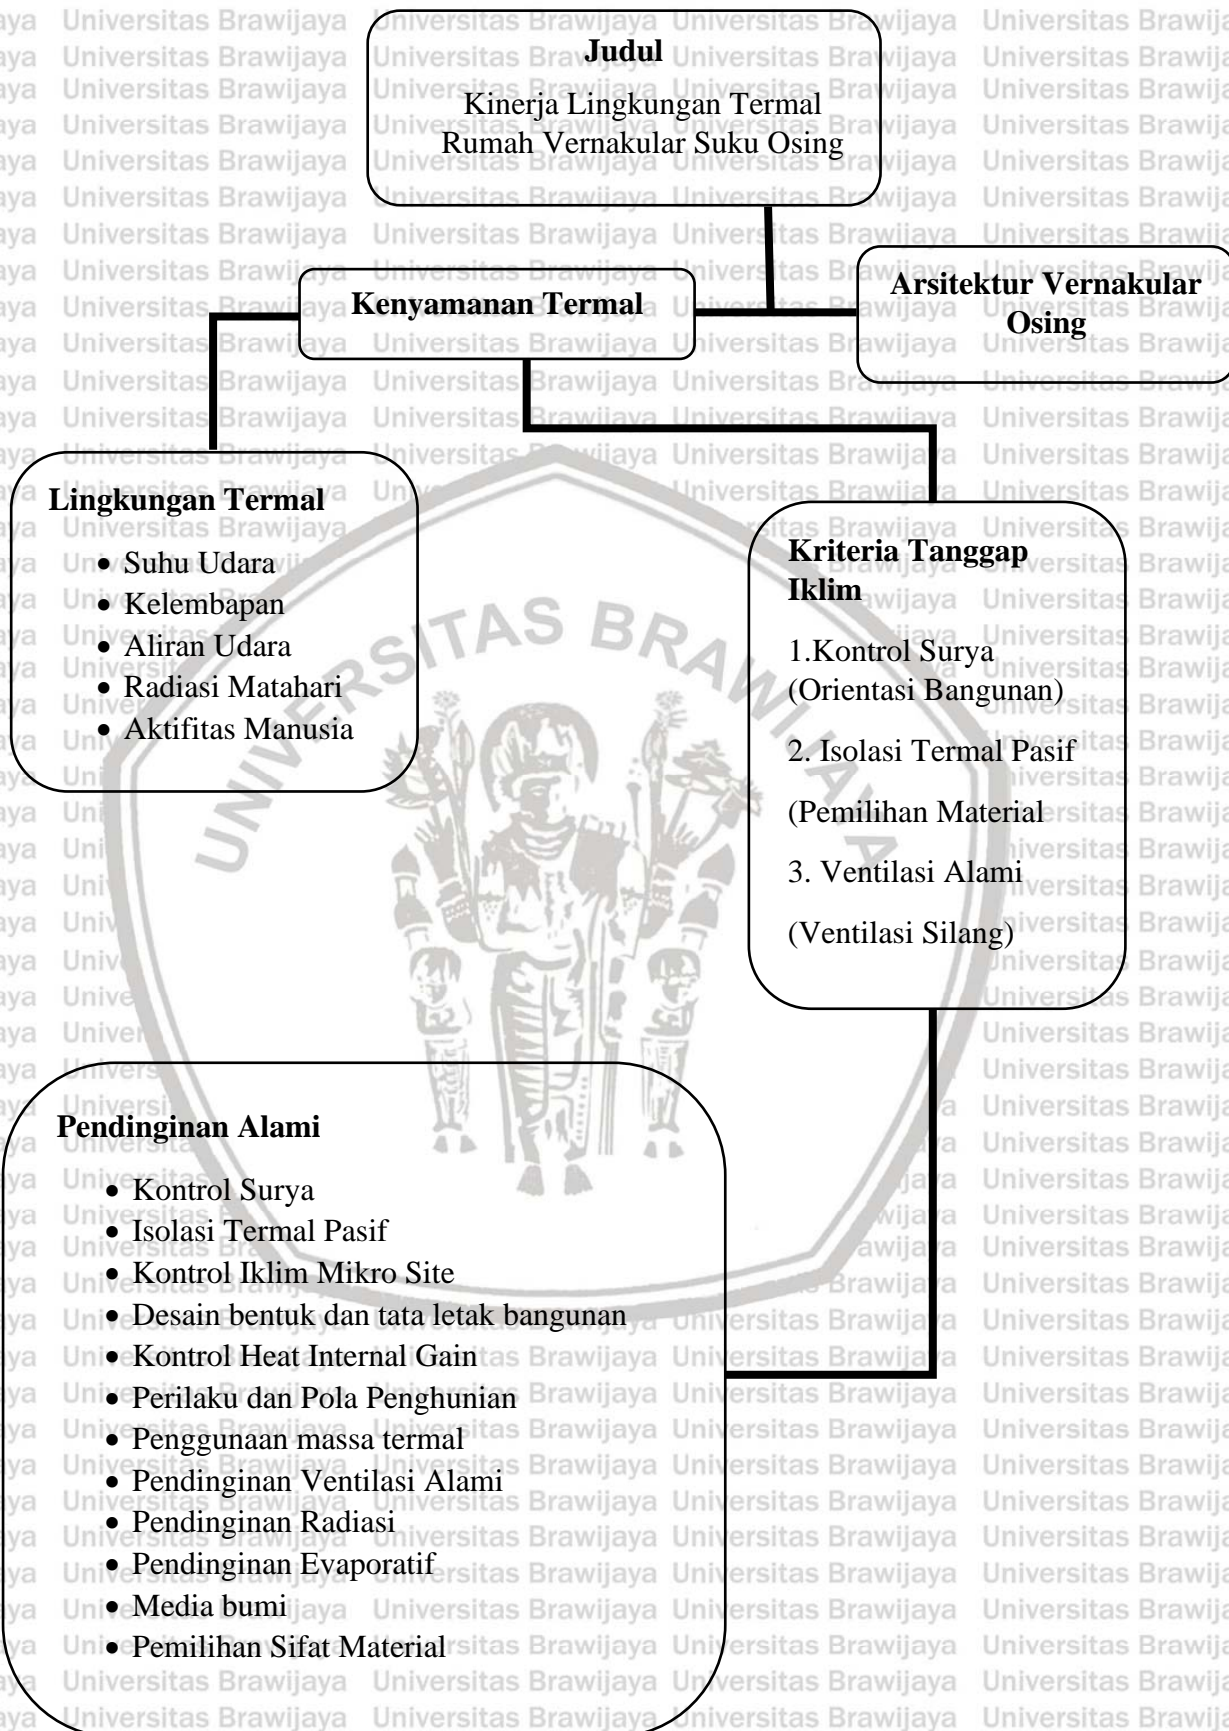 Judul
Kinerja Lingkungan Termal
Rumah Vernakular Suku Osing
Kenyamanan Termal
Arsitektur Vernakular
Osing
Lingkungan Termal
• Suhu Udara
• Kelembapan
• Aliran Udara
• Radiasi Matahari
• Aktifitas Manusia
Kriteria Tanggap
Iklim
1.Kontrol Surya
(Orientasi Bangunan)
2. Isolasi Termal Pasif
(Pemilihan Material
3. Ventilasi Alami
(Ventilasi Silang)
Pendinginan Alami
• Kontrol Surya
• Isolasi Termal Pasif
• Kontrol Iklim Mikro Site
• Desain bentuk dan tata letak bangunan
• Kontrol Heat Internal Gain
• Perilaku dan Pola Penghunian
• Penggunaan massa termal
• Pendinginan Ventilasi Alami
• Pendinginan Radiasi
• Pendinginan Evaporatif
• Media bumi
• Pemilihan Sifat Material
UNIVERSITAS BRAWIJAYA